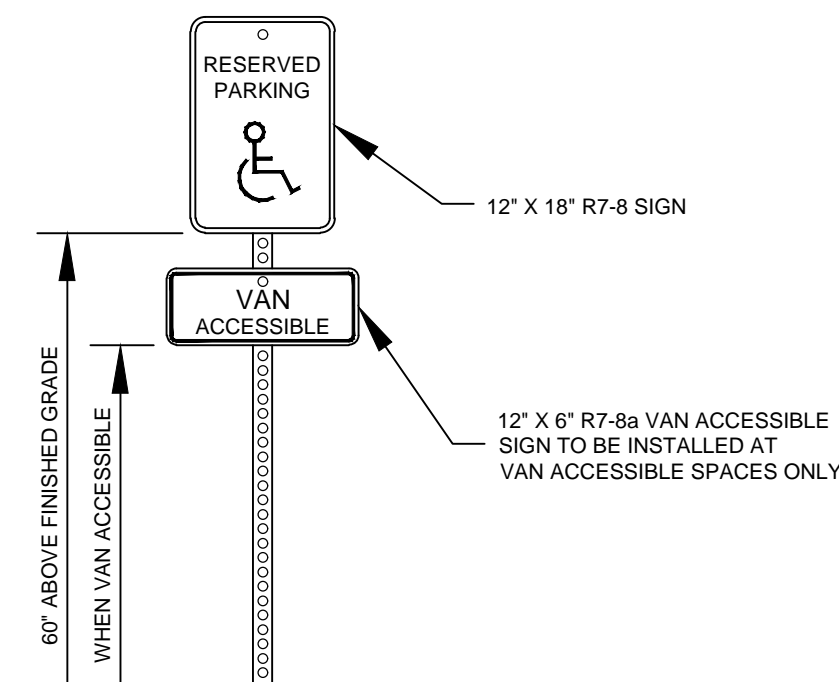 RESERVED
PARKING
12" X 18" R7-8 SIGN
VAN
ACCESSIBLE
12" X 6" R7-8a VAN ACCESSIBLE
SIGN TO BE INSTALLED AT
VAN ACCESSIBLE SPACES ONLY
60" ABOVE FINISHED GRADE
WHEN VAN ACCESSIBLE